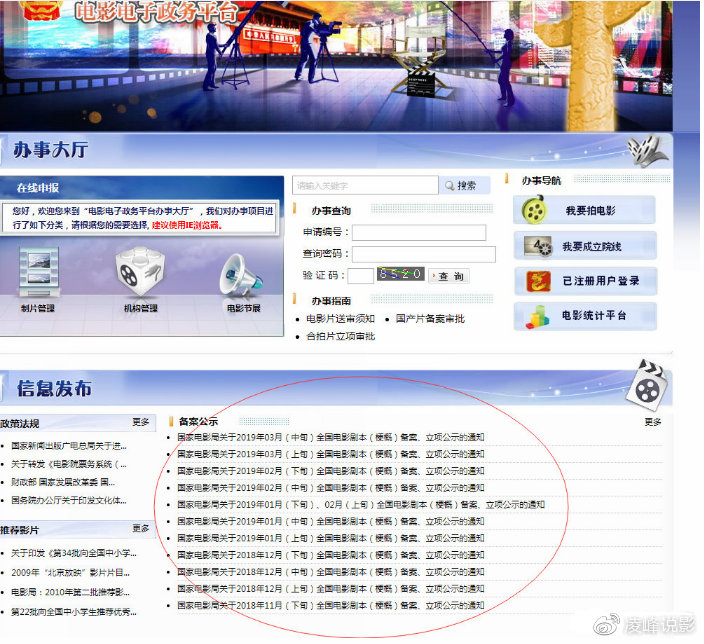 电影电子政务平台
办事大厅
在线申报
您好，欢迎您来到“电影电子政务平台办事大厅”，我们对办事项目进
行了如下分类，请根据您的需要选择, 建议使用IE浏览器。
制片管理
机构管理
电影节展
请输入关键字
搜索
办事查询
申请编号：
查询密码：
验 证 码：
8520
查 询
办事指南
电影片送审须知
国产片备案审批
合拍片立项审批
办事导航
我要拍电影
我要成立院线
已注册用户登录
电影统计平台
信息发布
政策法规
更多
国家新闻出版广电总局关于进...
关于转发《电影院票务系统（...
财政部 国家发展改革委 国...
国务院办公厅关于印发文化体...
推荐影片
更多
关于印发《第34批向全国中小学...
2009年“北京放映”影片片目...
电影局：2010年第二批推荐影...
第22批向全国中小学生推荐优秀...
备案公示
更多
国家电影局关于2019年03月（中旬）全国电影剧本（梗概）备案、立项公示的通知
国家电影局关于2019年03月（上旬）全国电影剧本（梗概）备案、立项公示的通知
国家电影局关于2019年02月（下旬）全国电影剧本（梗概）备案、立项公示的通知
国家电影局关于2019年02月（中旬）全国电影剧本（梗概）备案、立项公示的通知
国家电影局关于2019年01月（下旬）、02月（上旬）全国电影剧本（梗概）备案、立项公示的通知
国家电影局关于2019年01月（中旬）全国电影剧本（梗概）备案、立项公示的通知
国家电影局关于2019年01月（上旬）全国电影剧本（梗概）备案、立项公示的通知
国家电影局关于2018年12月（下旬）全国电影剧本（梗概）备案、立项公示的通知
国家电影局关于2018年12月（中旬）全国电影剧本（梗概）备案、立项公示的通知
国家电影局关于2018年12月（上旬）全国电影剧本（梗概）备案、立项公示的通知
国家电影局关于2018年11月（下旬）全国电影剧本（梗概）备案、立项公示的通知
凌峰说影